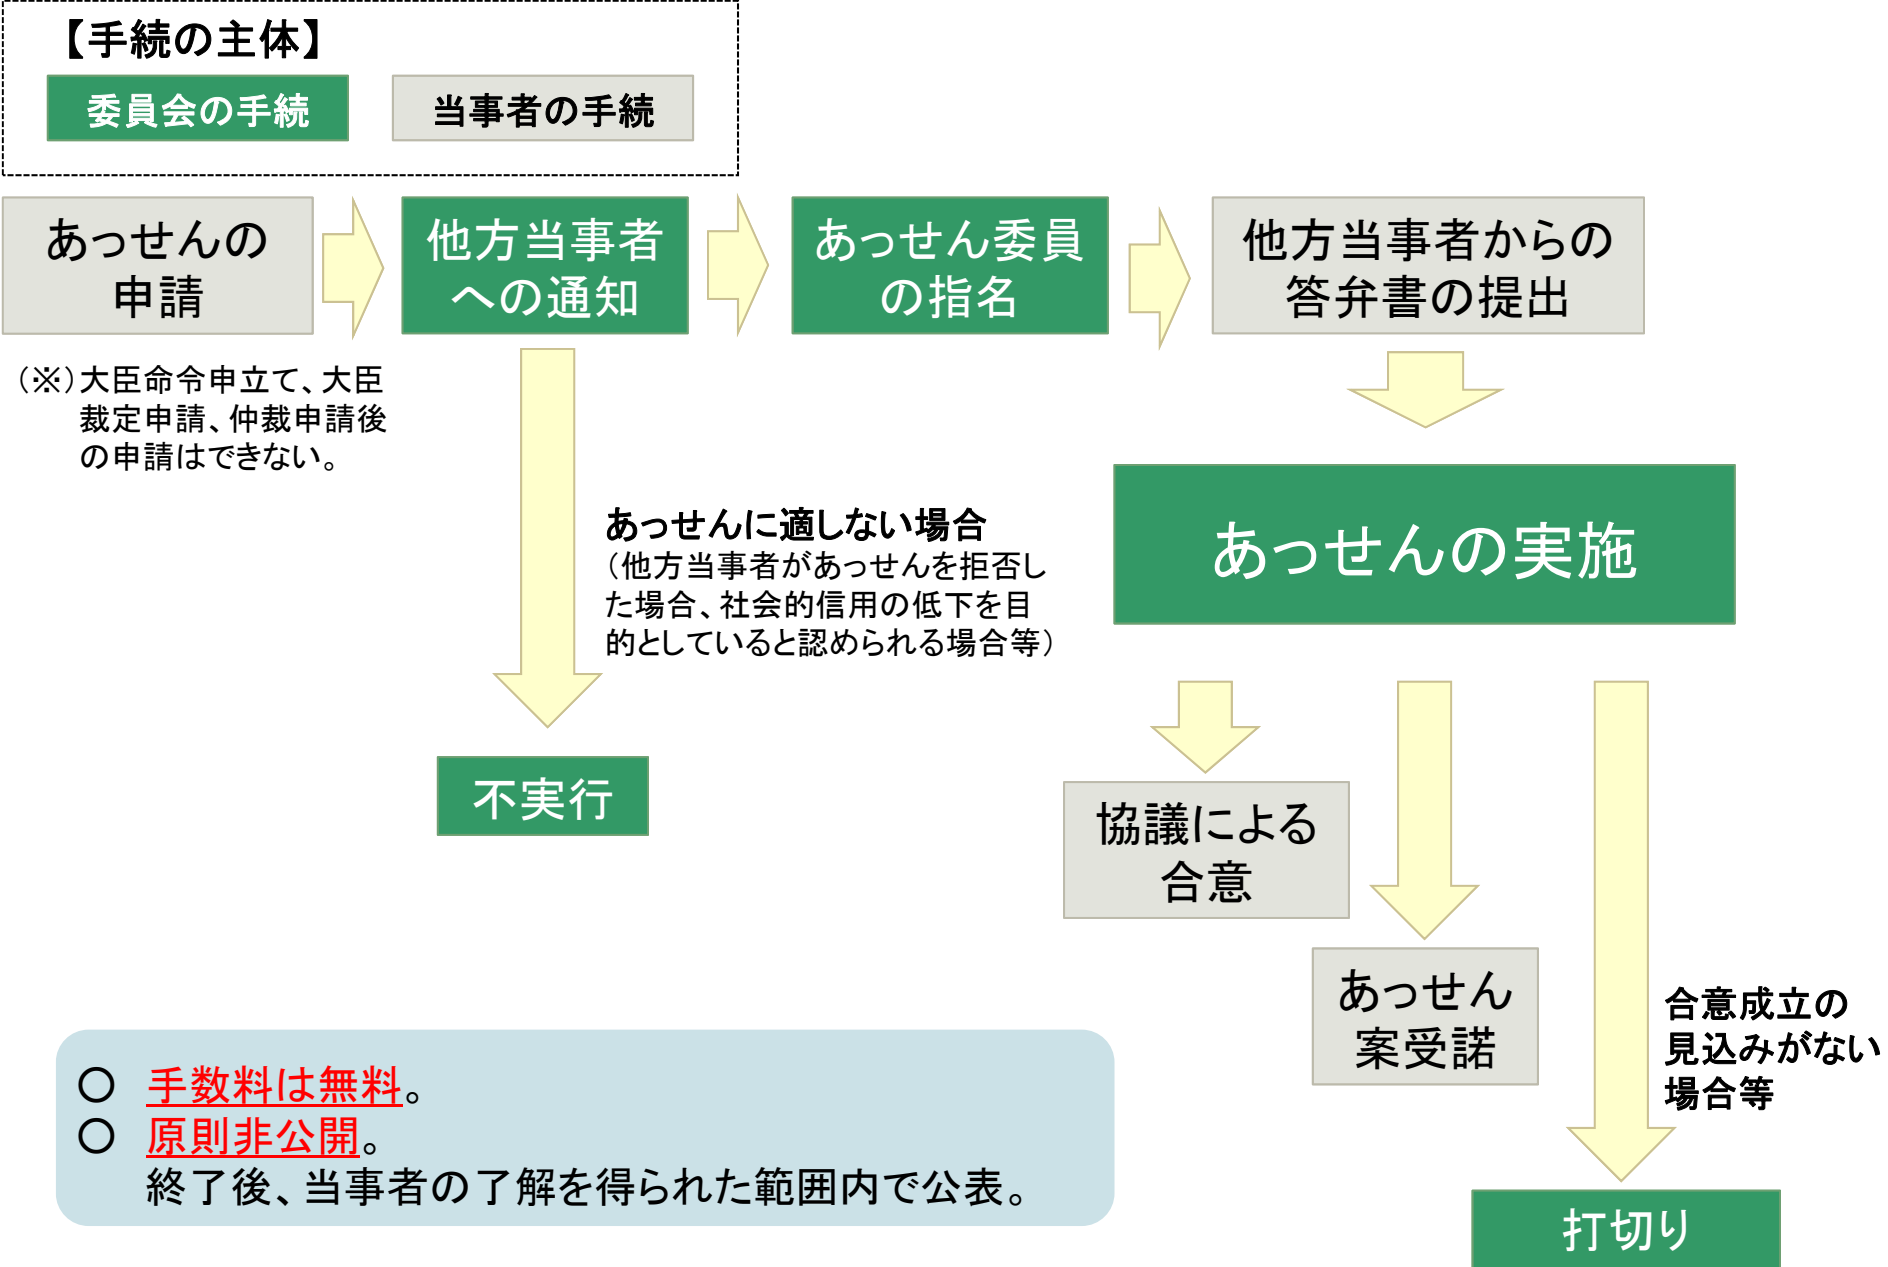 【手続の主体】
委員会の手続
当事者の手続
あっせんの
申請
他方当事者
への通知
あっせん委員
の指名
他方当事者からの
答弁書の提出
（※）大臣命令申立て、大臣
裁定申請、仲裁申請後
の申請はできない。
あっせんに適しない場合
（他方当事者があっせんを拒否し
た場合、社会的信用の低下を目
的としていると認められる場合等）
あっせんの実施
不実行
協議による
合意
あっせん
案受諾
合意成立の
見込みがない
場合等
打切り
○ 手数料は無料。
○ 原則非公開。
終了後、当事者の了解を得られた範囲内で公表。